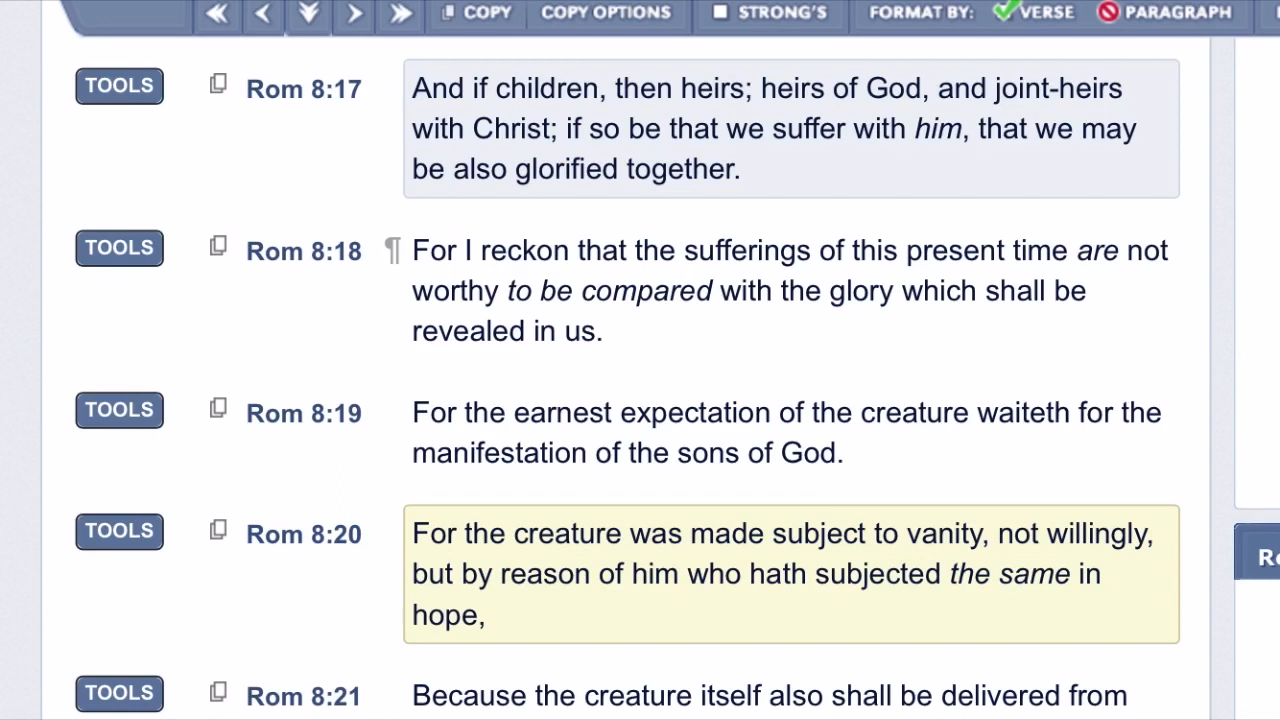 COPY COPY OPTIONS STRONG'S FORMAT BY: VERSE PARAGRAPH
TOOLS Rom 8:17 And if children, then heirs; heirs of God, and joint-heirs
with Christ; if so be that we suffer with him, that we may
be also glorified together.
TOOLS Rom 8:18 ¶ For I reckon that the sufferings of this present time are not
worthy to be compared with the glory which shall be
revealed in us.
TOOLS Rom 8:19 For the earnest expectation of the creature waiteth for the
manifestation of the sons of God.
TOOLS Rom 8:20 For the creature was made subject to vanity, not willingly,
but by reason of him who hath subjected the same in
hope,
TOOLS Rom 8:21 Because the creature itself also shall be delivered from